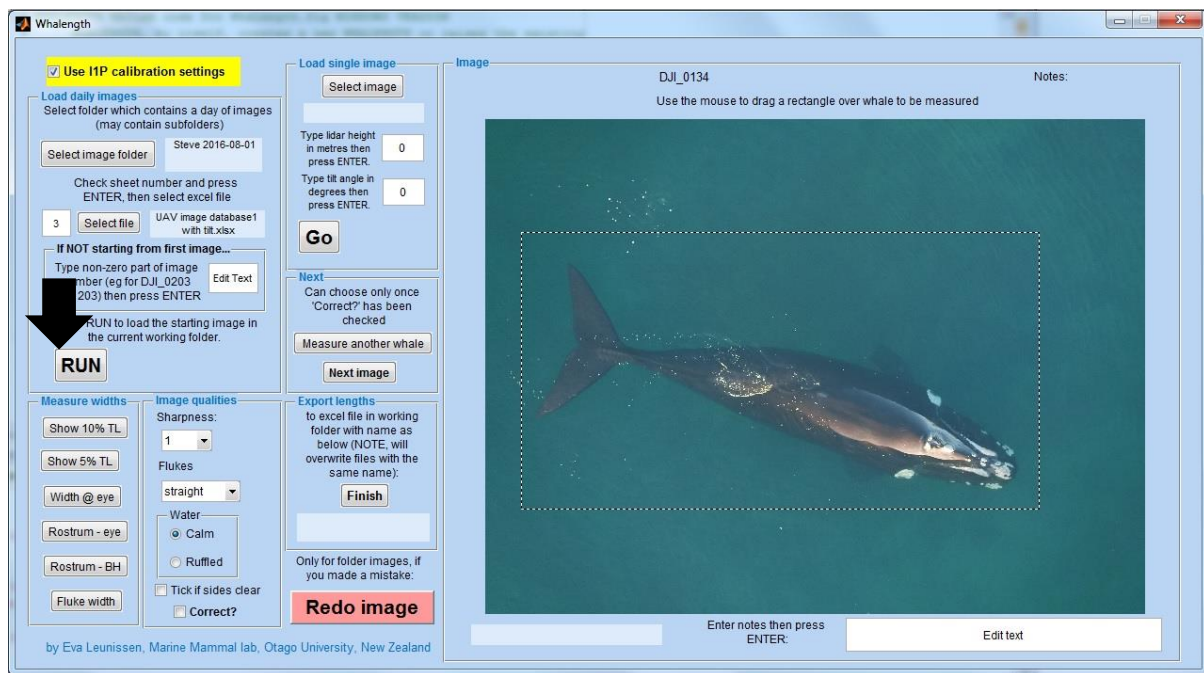 Whalength
Use I1P calibration settings
Load daily images
Select folder which contains a day of images
(may contain subfolders)
Select image folder
Steve 2016-08-01
Check sheet number and press
ENTER, then select excel file
3
Select file
UAV image database1
with tilt.xlsx
If NOT starting from first image...
Type non-zero part of image
mber (eg for DJI_0203
203) then press ENTER
Edit Text
RUN to load the starting image in
the current working folder.
RUN
Measure widths
Show 10% TL
Show 5% TL
Width @ eye
Rostrum - eye
Rostrum - BH
Fluke width
Image qualities
Sharpness:
1
Flukes
straight
Water
Calm
Ruffled
Tick if sides clear
Correct?
by Eva Leunissen, Marine Mammal lab, Otago University, New Zealand
Load single image
Select image
Type lidar height
in metres then
press ENTER.
0
Type tilt angle in
degrees then
press ENTER.
0
Go
Next
Can choose only once
'Correct?' has been
checked
Measure another whale
Next image
Export lengths
to excel file in working
folder with name as
below (NOTE, will
overwrite files with the
same name):
Finish
Only for folder images, if
you made a mistake:
Redo image
Image
DJI_0134
Notes:
Use the mouse to drag a rectangle over whale to be measured
Enter notes then press
ENTER:
Edit text